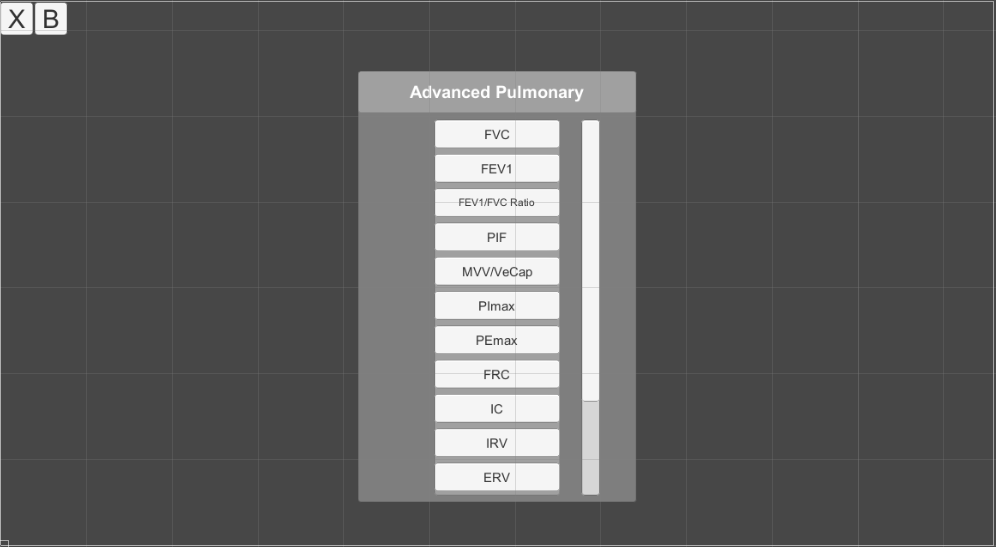 X B
Advanced Pulmonary
FVC
FEV1
FEV1/FVC Ratio
PIF
MVV/VeCap
PImax
PEmax
FRC
IC
IRV
ERV